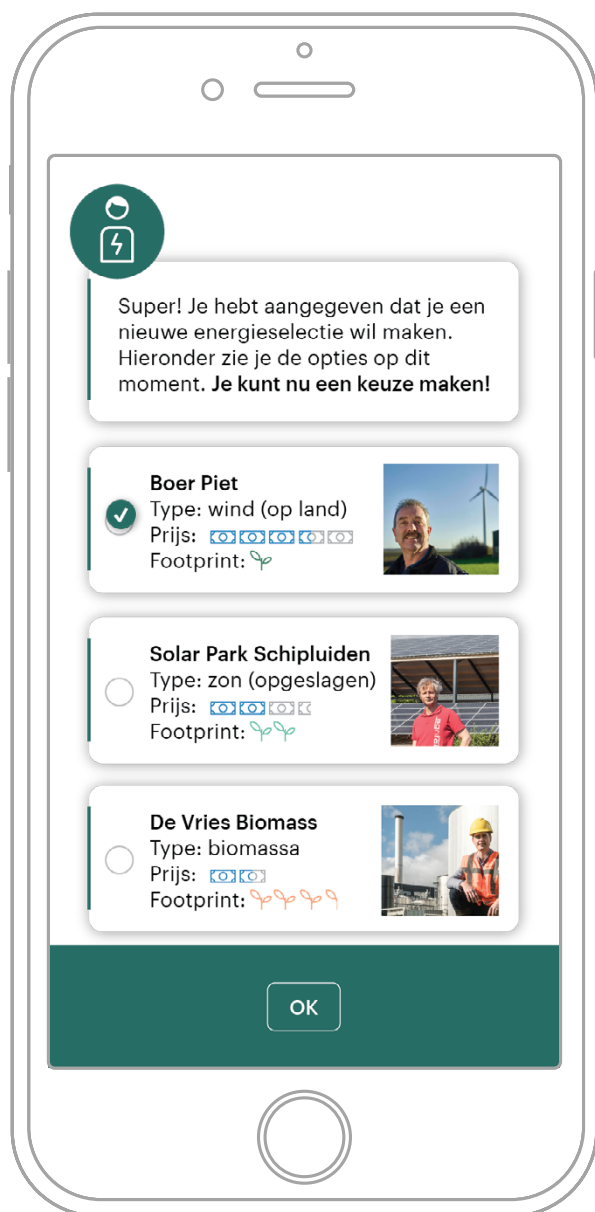 Super! Je hebt aangegeven dat je een
nieuwe energieselectie wil maken.
Hieronder zie je de opties op dit
moment. Je kunt nu een keuze maken!
Boer Piet
Type: wind (op land)
Prijs:
Footprint:
Solar Park Schipluiden
Type: zon (opgeslagen)
Prijs:
Footprint:
De Vries Biomass
Type: biomassa
Prijs:
Footprint:
OK